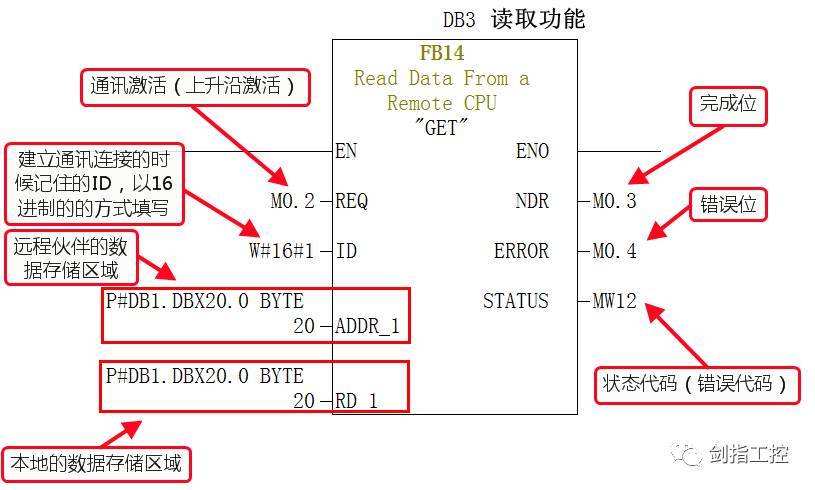 DB3 读取功能
FB14
Read Data From a
Remote CPU
"GET"
通讯激活（上升沿激活）
完成位
EN
ENO
建立通讯连接的时
候记住的ID，以16
进制的的方式填写
M0.2
REQ
NDR
M0.3
错误位
W#16#1
ID
ERROR
M0.4
远程伙伴的数
据存储区域
P#DB1.DBX20.0 BYTE
20
ADDR_1
STATUS
MW12
P#DB1.DBX20.0 BYTE
20
RD_1
状态代码（错误代码）
本地的数据存储区域
剑指工控